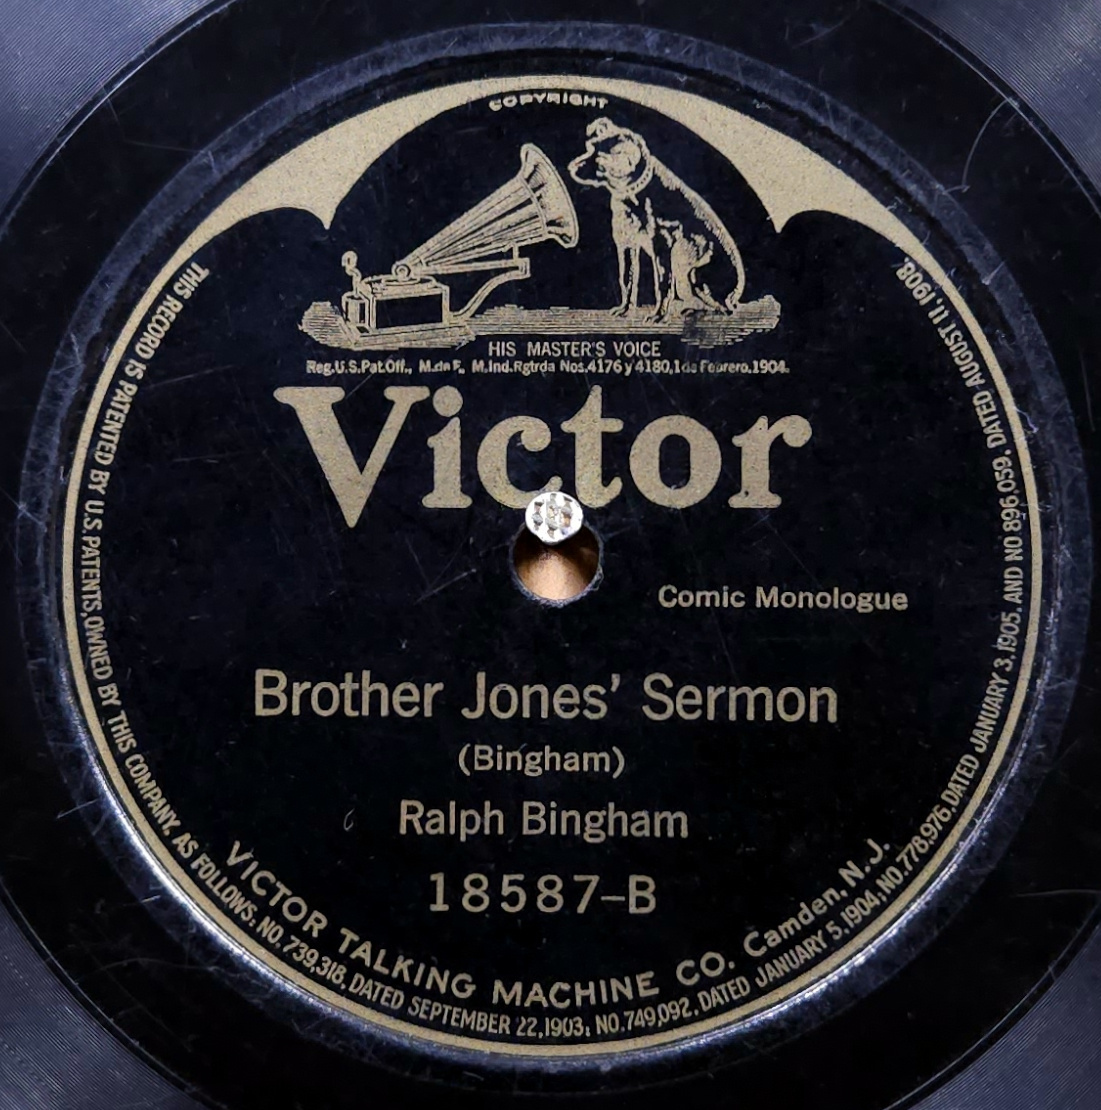 COPYRIGHT
HIS MASTER'S VOICE
Reg.U.S.Pat.Off., M.de F., M.Ind.Rgtrda Nos.4176 y 4180,1de Febrero,1904.
Victor
Comic Monologue
Brother Jones' Sermon
(Bingham)
Ralph Bingham
18587-B
VICTOR TALKING MACHINE CO. Camden, N.J.
THIS RECORD IS PATENTED BY U.S. PATENTS, OWNED BY THIS COMPANY, AS FOLLOWS: NO. 739,318, DATED SEPTEMBER 22,1903; NO. 749,092, DATED JANUARY 5,1904; NO. 778,976, DATED JANUARY 3,1905. AND NO 896,059, DATED AUGUST 11, 1908.